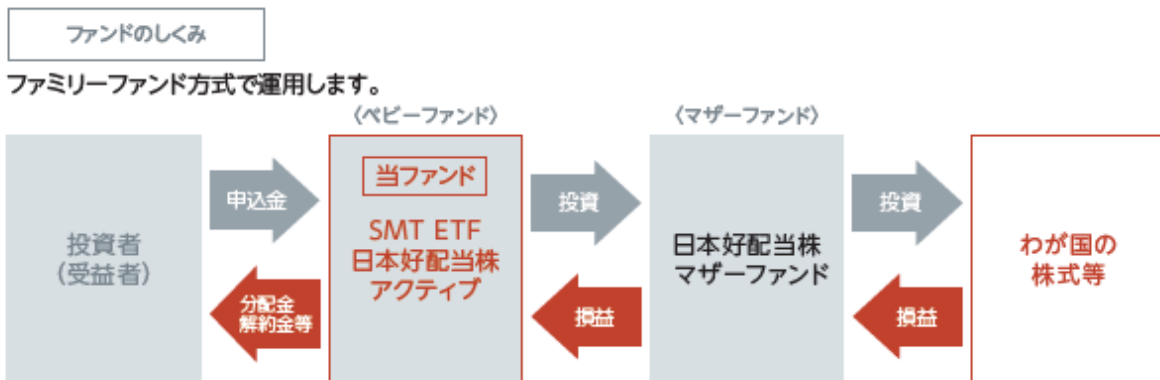 ファンドのしくみ
ファミリーファンド方式で運用します。
〈ベビーファンド〉
〈マザーファンド〉
投資者
（受益者）
申込金
分配金
解約金等
当ファンド
SMT ETF
日本好配当株
アクティブ
投資
損益
日本好配当株
マザーファンド
投資
損益
わが国の
株式等